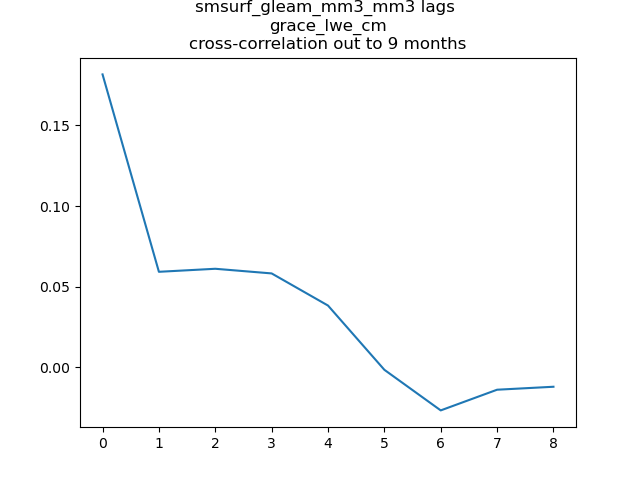 smsurf_gleam_mm3_mm3 lags
grace_lwe_cm
cross-correlation out to 9 months
0.15
0.10
0.05
0.00
0 1 2 3 4 5 6 7 8